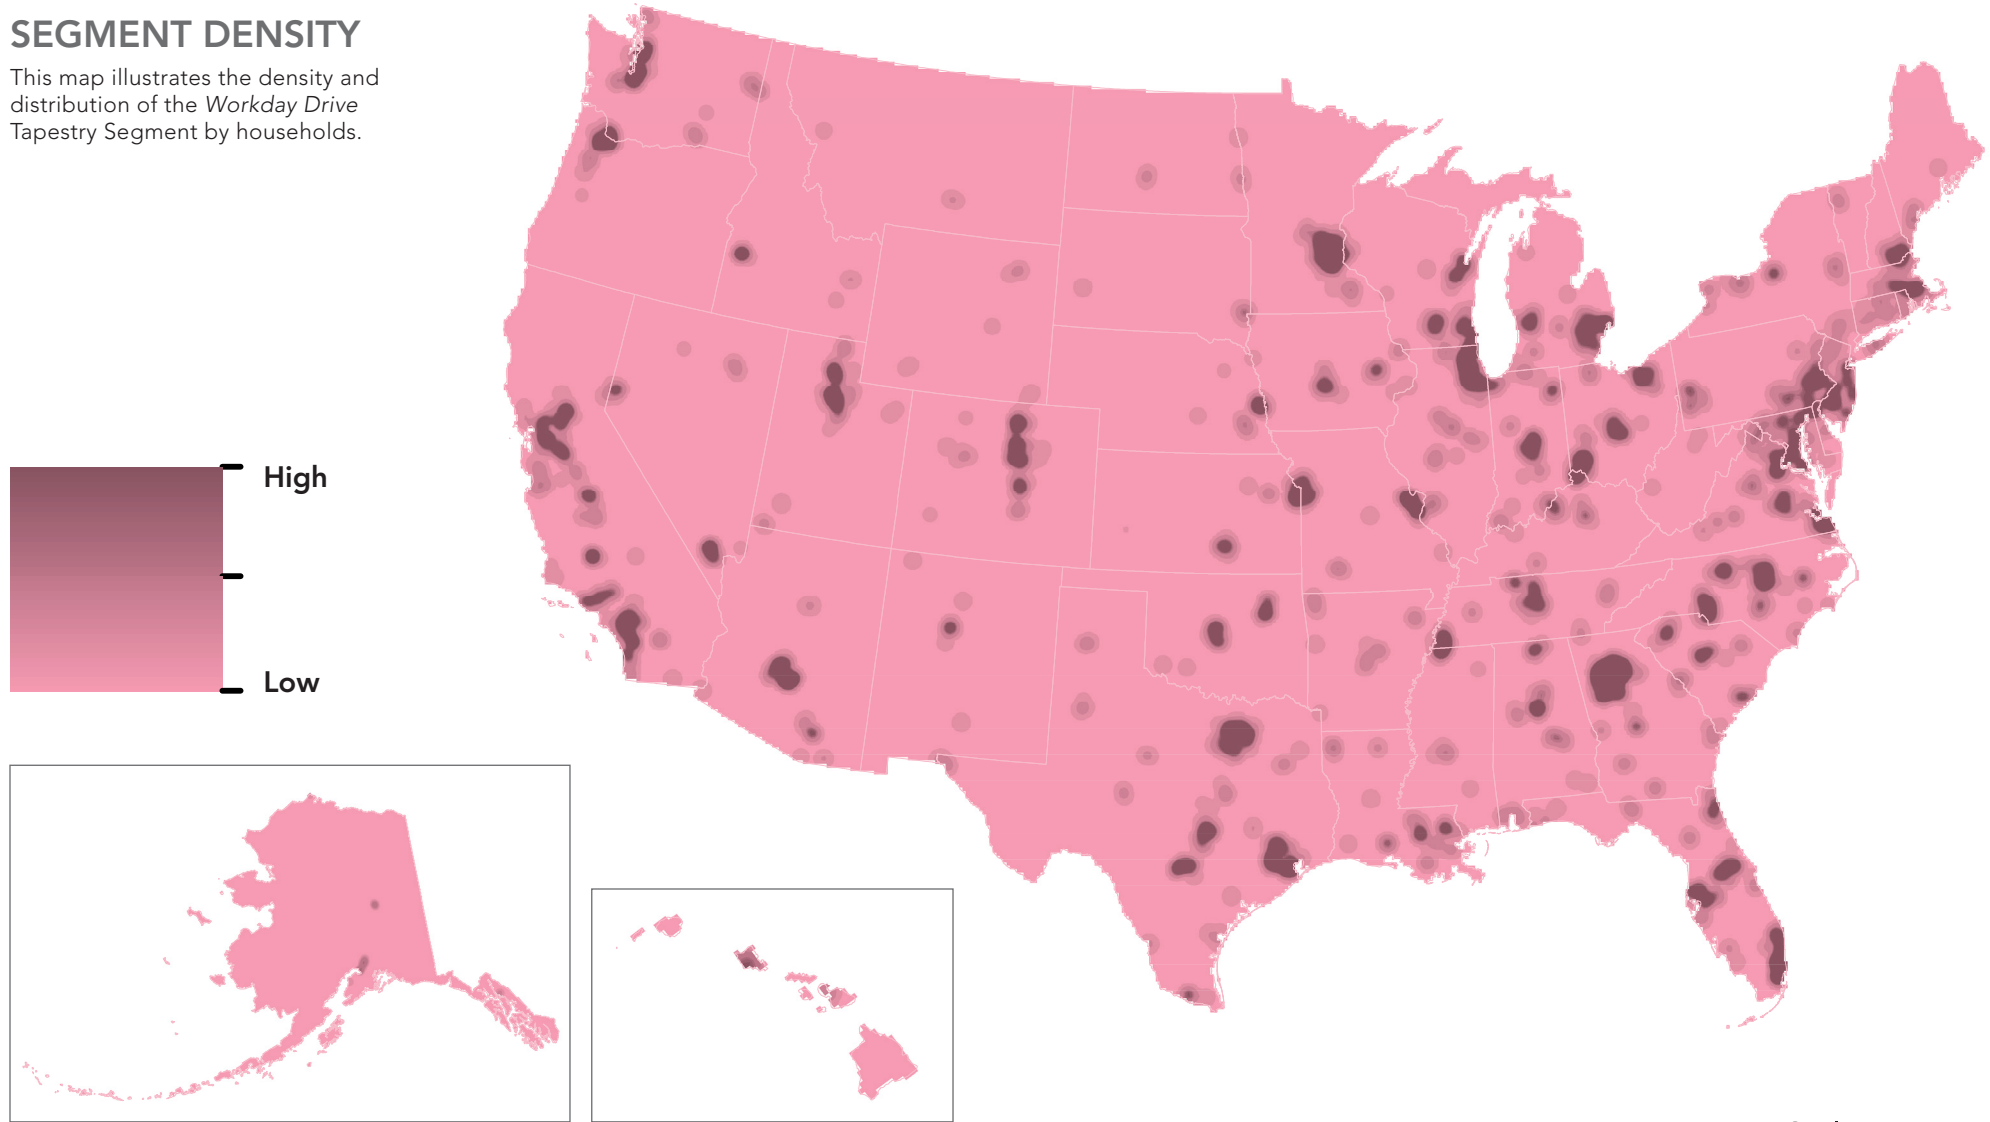 SEGMENT DENSITY
This map illustrates the density and
distribution of the Workday Drive
Tapestry Segment by households.
High
Low